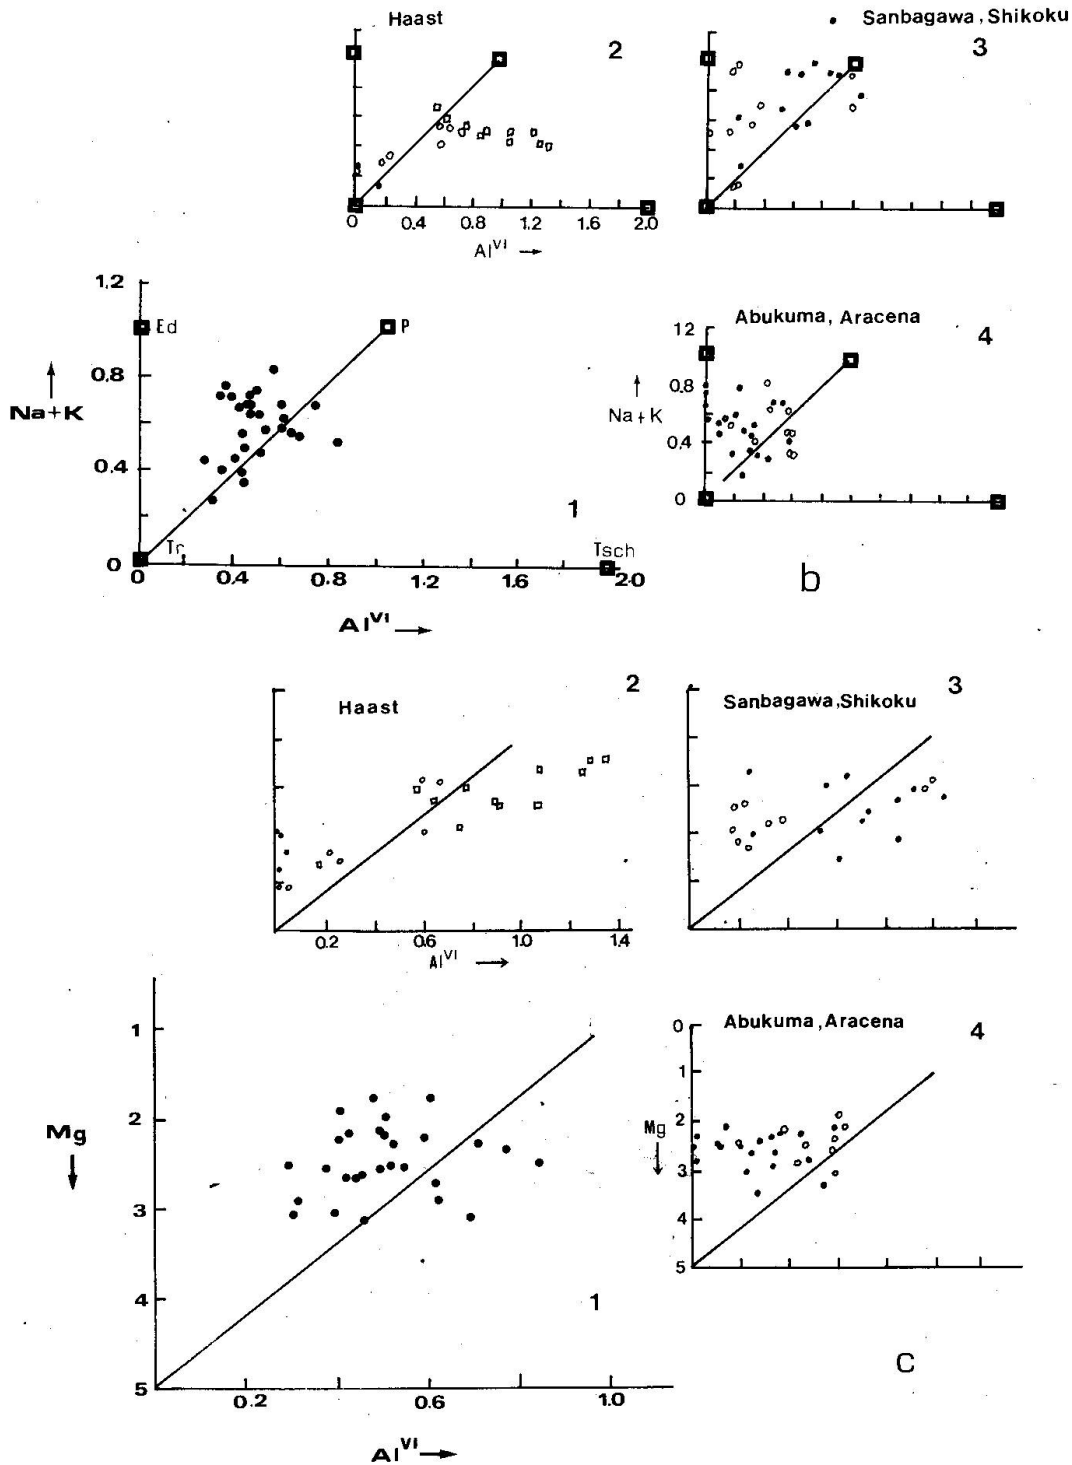 Haast
2
0 0.4 0.8 1.2 1.6 2.0
Al^VI →
Sanbagawa, Shikoku
3
1,2
Ed
P
0.8
Na+K
0,4
1
Tr
Tsch
0
0 0.4 0.8 1.2 1.6 2.0
Al^VI →
Abukuma, Aracena
4
1 2
0.8
Na+K
0.4
0
b
Haast
2
0.2 0.6 1.0 1.4
Al^VI →
Sanbagawa, Shikoku
3
1
2
Mg
3
4
1
5
0.2 0.6 1.0
Al^VI →
Abukuma, Aracena
4
0
1
2
Mg
3
4
5
C